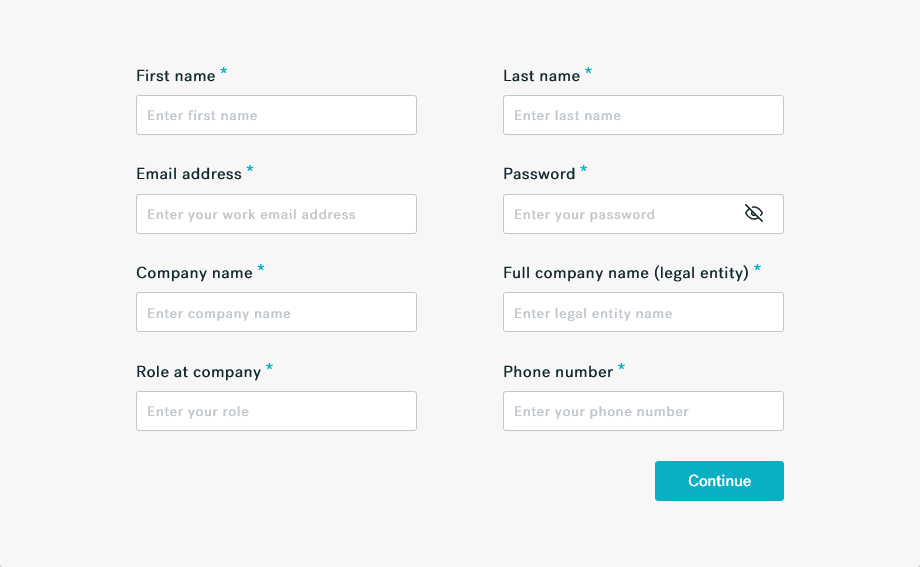 First name *
Last name *
Enter first name
Enter last name
Email address *
Password *
Enter your work email address
Enter your password
Company name *
Full company name (legal entity) *
Enter company name
Enter legal entity name
Role at company *
Phone number *
Enter your role
Enter your phone number
Continue